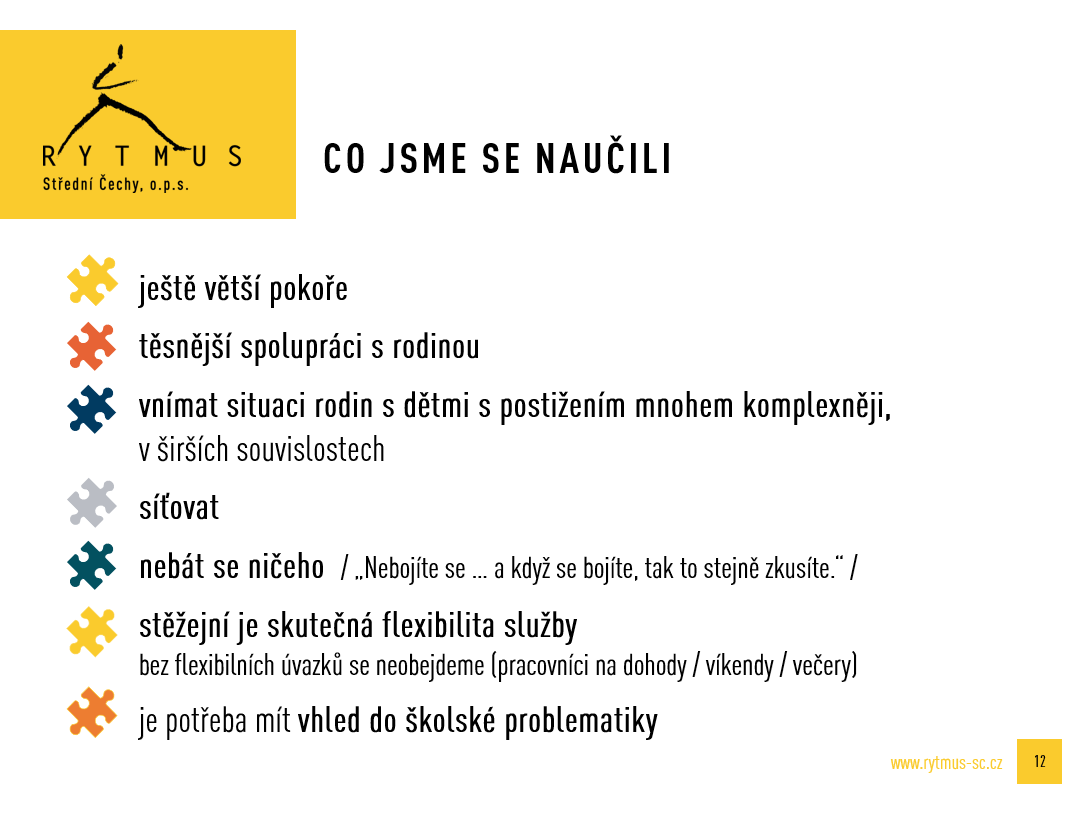 RYTMUS
Střední Čechy, o.p.s.
CO JSME SE NAUČILI
ještě větší pokoře
těsnější spolupráci s rodinou
vnímat situaci rodin s dětmi s postižením mnohem komplexněji,
v širších souvislostech
síťovat
nebát se ničeho / „Nebojíte se ... a když se bojíte, tak to stejně zkusíte.“ /
stěžejní je skutečná flexibilita služby
bez flexibilních úvazků se neobejdeme (pracovníci na dohody / víkendy / večery)
je potřeba mít vhled do školské problematiky
www.rytmus-sc.cz
12